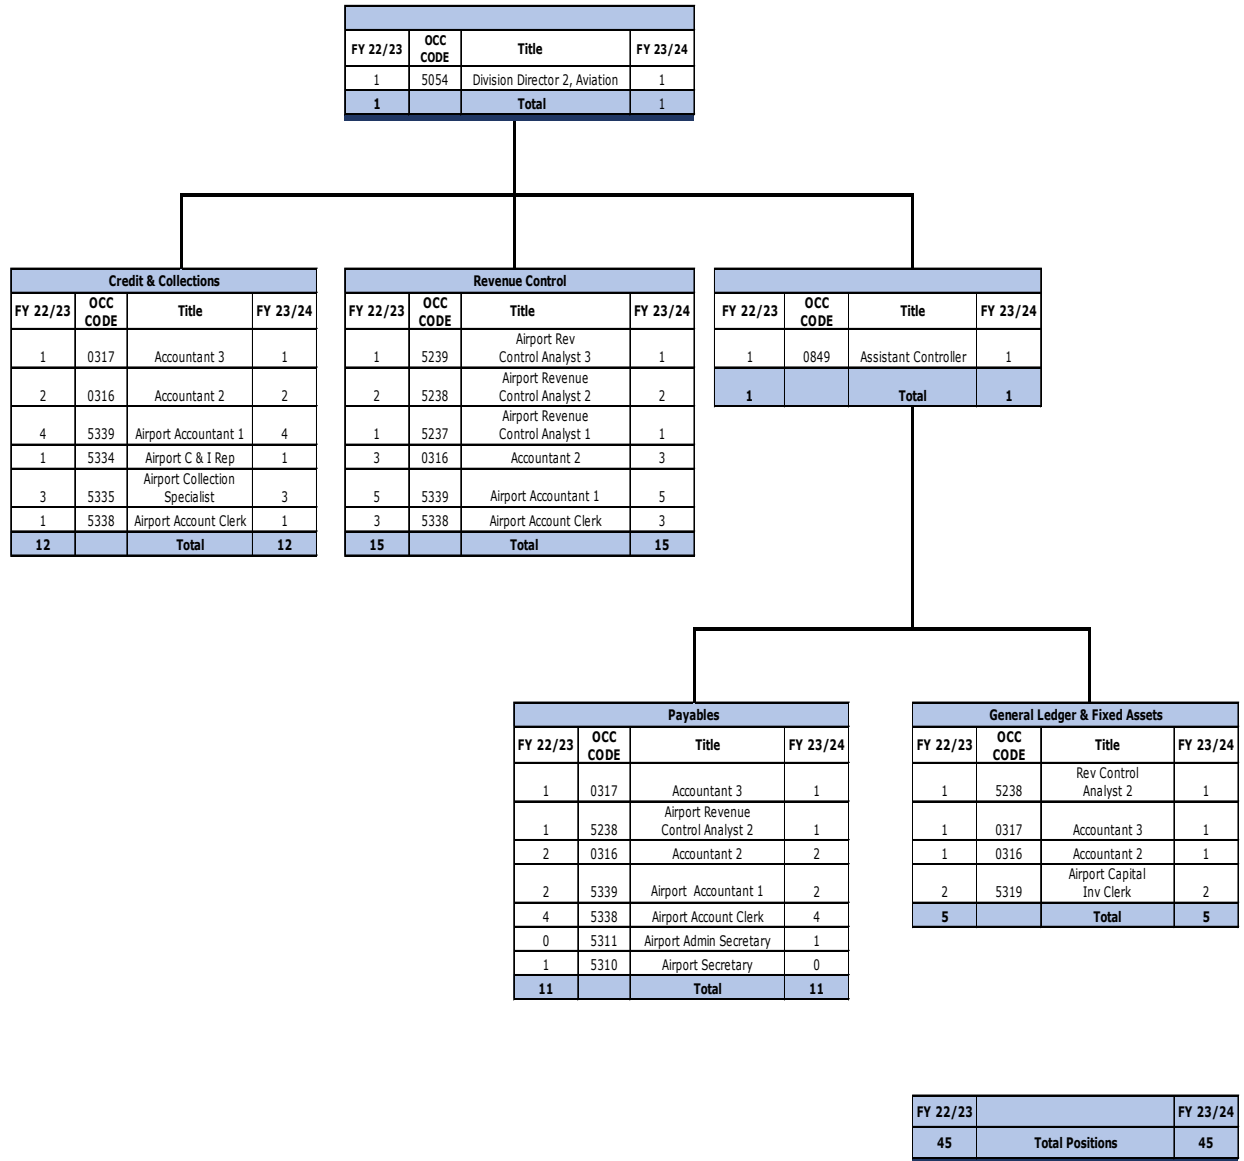 FY 22/23 OCC CODE Title FY 23/24
1 5054 Division Director 2, Aviation 1
1 Total 1
Credit & Collections
FY 22/23 OCC CODE Title FY 23/24
1 0317 Accountant 3 1
2 0316 Accountant 2 2
4 5339 Airport Accountant 1 4
1 5334 Airport C & I Rep 1
3 5335 Airport Collection Specialist 3
1 5338 Airport Account Clerk 1
12 Total 12
Revenue Control
FY 22/23 OCC CODE Title FY 23/24
1 5239 Airport Rev Control Analyst 3 1
2 5238 Airport Revenue Control Analyst 2 2
1 5237 Airport Revenue Control Analyst 1 1
3 0316 Accountant 2 3
5 5339 Airport Accountant 1 5
3 5338 Airport Account Clerk 3
15 Total 15
FY 22/23 OCC CODE Title FY 23/24
1 0849 Assistant Controller 1
1 Total 1
Payables
FY 22/23 OCC CODE Title FY 23/24
1 0317 Accountant 3 1
1 5238 Airport Revenue Control Analyst 2 1
2 0316 Accountant 2 2
2 5339 Airport Accountant 1 2
4 5338 Airport Account Clerk 4
0 5311 Airport Admin Secretary 1
1 5310 Airport Secretary 0
11 Total 11
General Ledger & Fixed Assets
FY 22/23 OCC CODE Title FY 23/24
1 5238 Rev Control Analyst 2 1
1 0317 Accountant 3 1
1 0316 Accountant 2 1
2 5319 Airport Capital Inv Clerk 2
5 Total 5
FY 22/23 FY 23/24
45 Total Positions 45